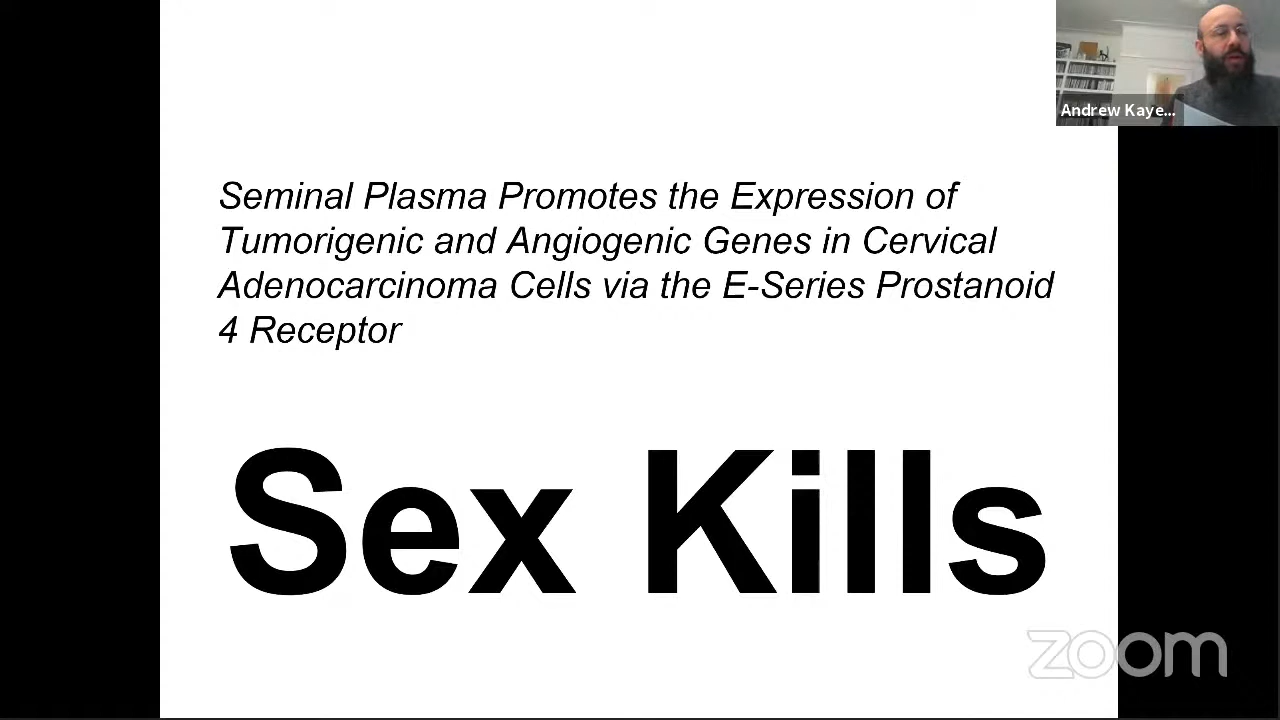 Andrew Kaye...
Seminal Plasma Promotes the Expression of
Tumorigenic and Angiogenic Genes in Cervical
Adenocarcinoma Cells via the E-Series Prostanoid
4 Receptor
Sex Kills
zoom